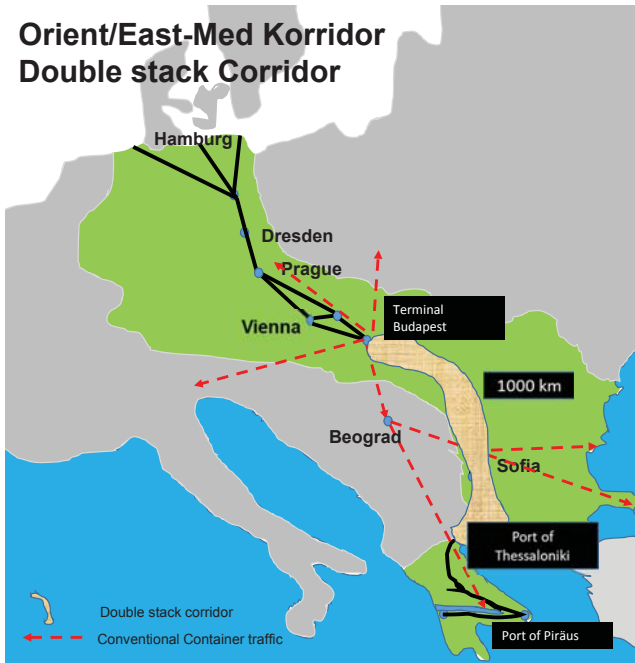 Orient/East-Med Korridor
Double stack Corridor
Hamburg
Dresden
Prague
Vienna
Terminal
Budapest
1000 km
Beograd
Sofia
Port of
Thessaloniki
Port of Piräus
Double stack corridor
Conventional Container traffic